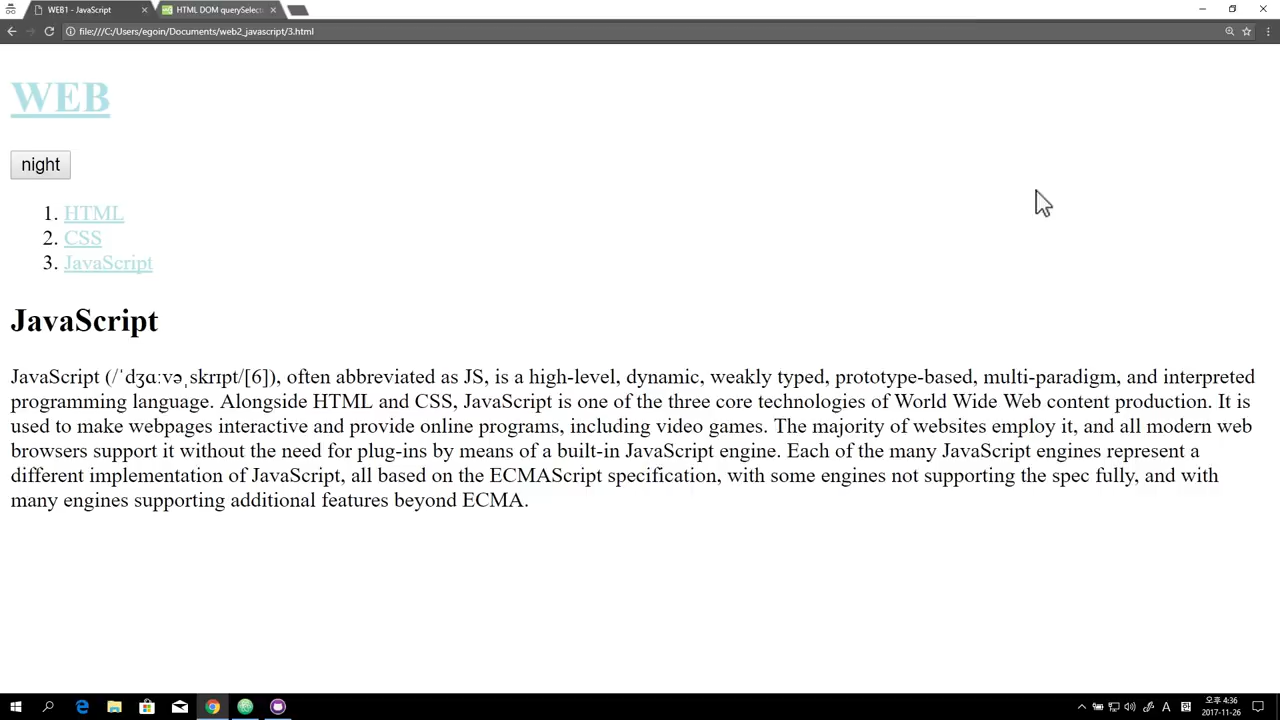 WEB1 - JavaScript
HTML DOM querySelect
file:///C:/Users/egoin/Documents/web2_javascript/3.html
WEB
night
1. HTML
2. CSS
3. JavaScript
JavaScript
JavaScript (/ˈdʒɑːvəˌskrɪpt/[6]), often abbreviated as JS, is a high-level, dynamic, weakly typed, prototype-based, multi-paradigm, and interpreted
programming language. Alongside HTML and CSS, JavaScript is one of the three core technologies of World Wide Web content production. It is
used to make webpages interactive and provide online programs, including video games. The majority of websites employ it, and all modern web
browsers support it without the need for plug-ins by means of a built-in JavaScript engine. Each of the many JavaScript engines represent a
different implementation of JavaScript, all based on the ECMAScript specification, with some engines not supporting the spec fully, and with
many engines supporting additional features beyond ECMA.
A
오후 4:36
2017-11-26